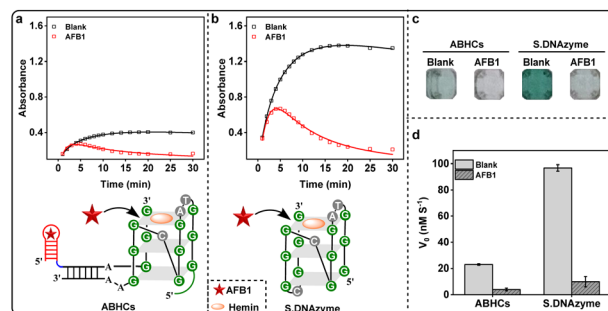 a
Blank
AFB1
1.6
1.2
0.8
0.4
0 5 10 15 20 25 30
Absorbance
Time (min)
b
Blank
AFB1
1.6
1.2
0.8
0.4
0 5 10 15 20 25 30
Absorbance
Time (min)
c
ABHCs S.DNAzyme
Blank AFB1 Blank AFB1
d
Blank
AFB1
100
80
60
40
20
0
V0 (nM S⁻¹)
ABHCs S.DNAzyme
3'
T
G A G
G C G
G G G
G G G
5'
3'
A
A
A
5'
ABHCs
AFB1
Hemin
3'
T
G A G
G C G
G G G
G G
C
5'
S.DNAzyme